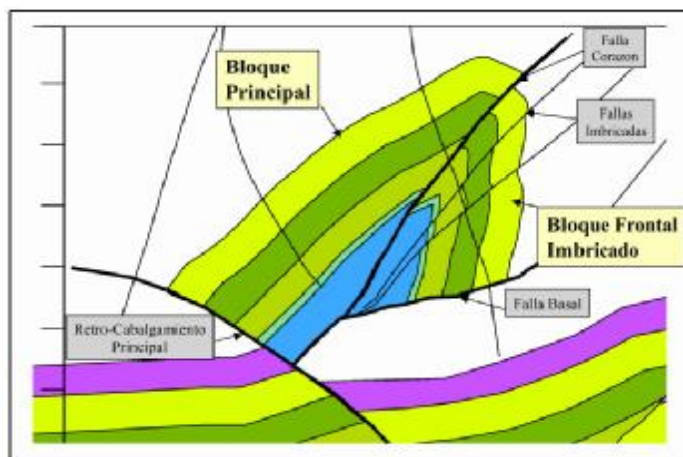 Falla
Corazon
Bloque
Principal
Fallas
Imbricadas
Bloque Frontal
Imbricado
Falla Basal
Retro-Cabalgamiento
Principal